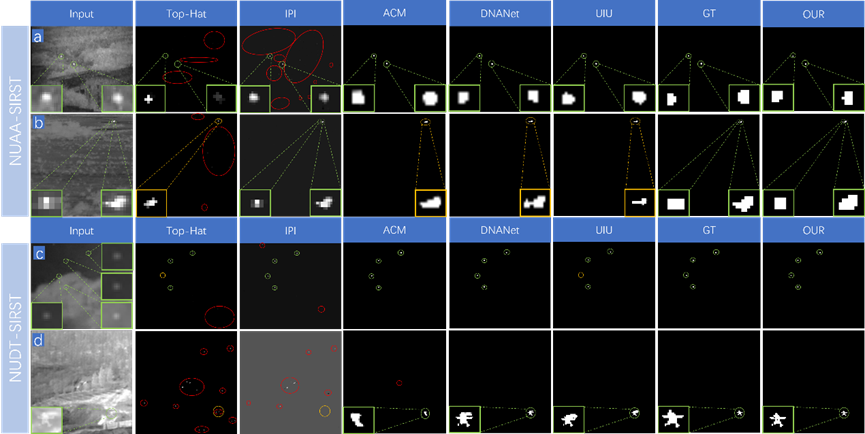 NUAA-SIRST
Input Top-Hat IPI ACM DNANet UIU GT OUR
a
b
NUDT-SIRST
Input Top-Hat IPI ACM DNANet UIU GT OUR
c
d